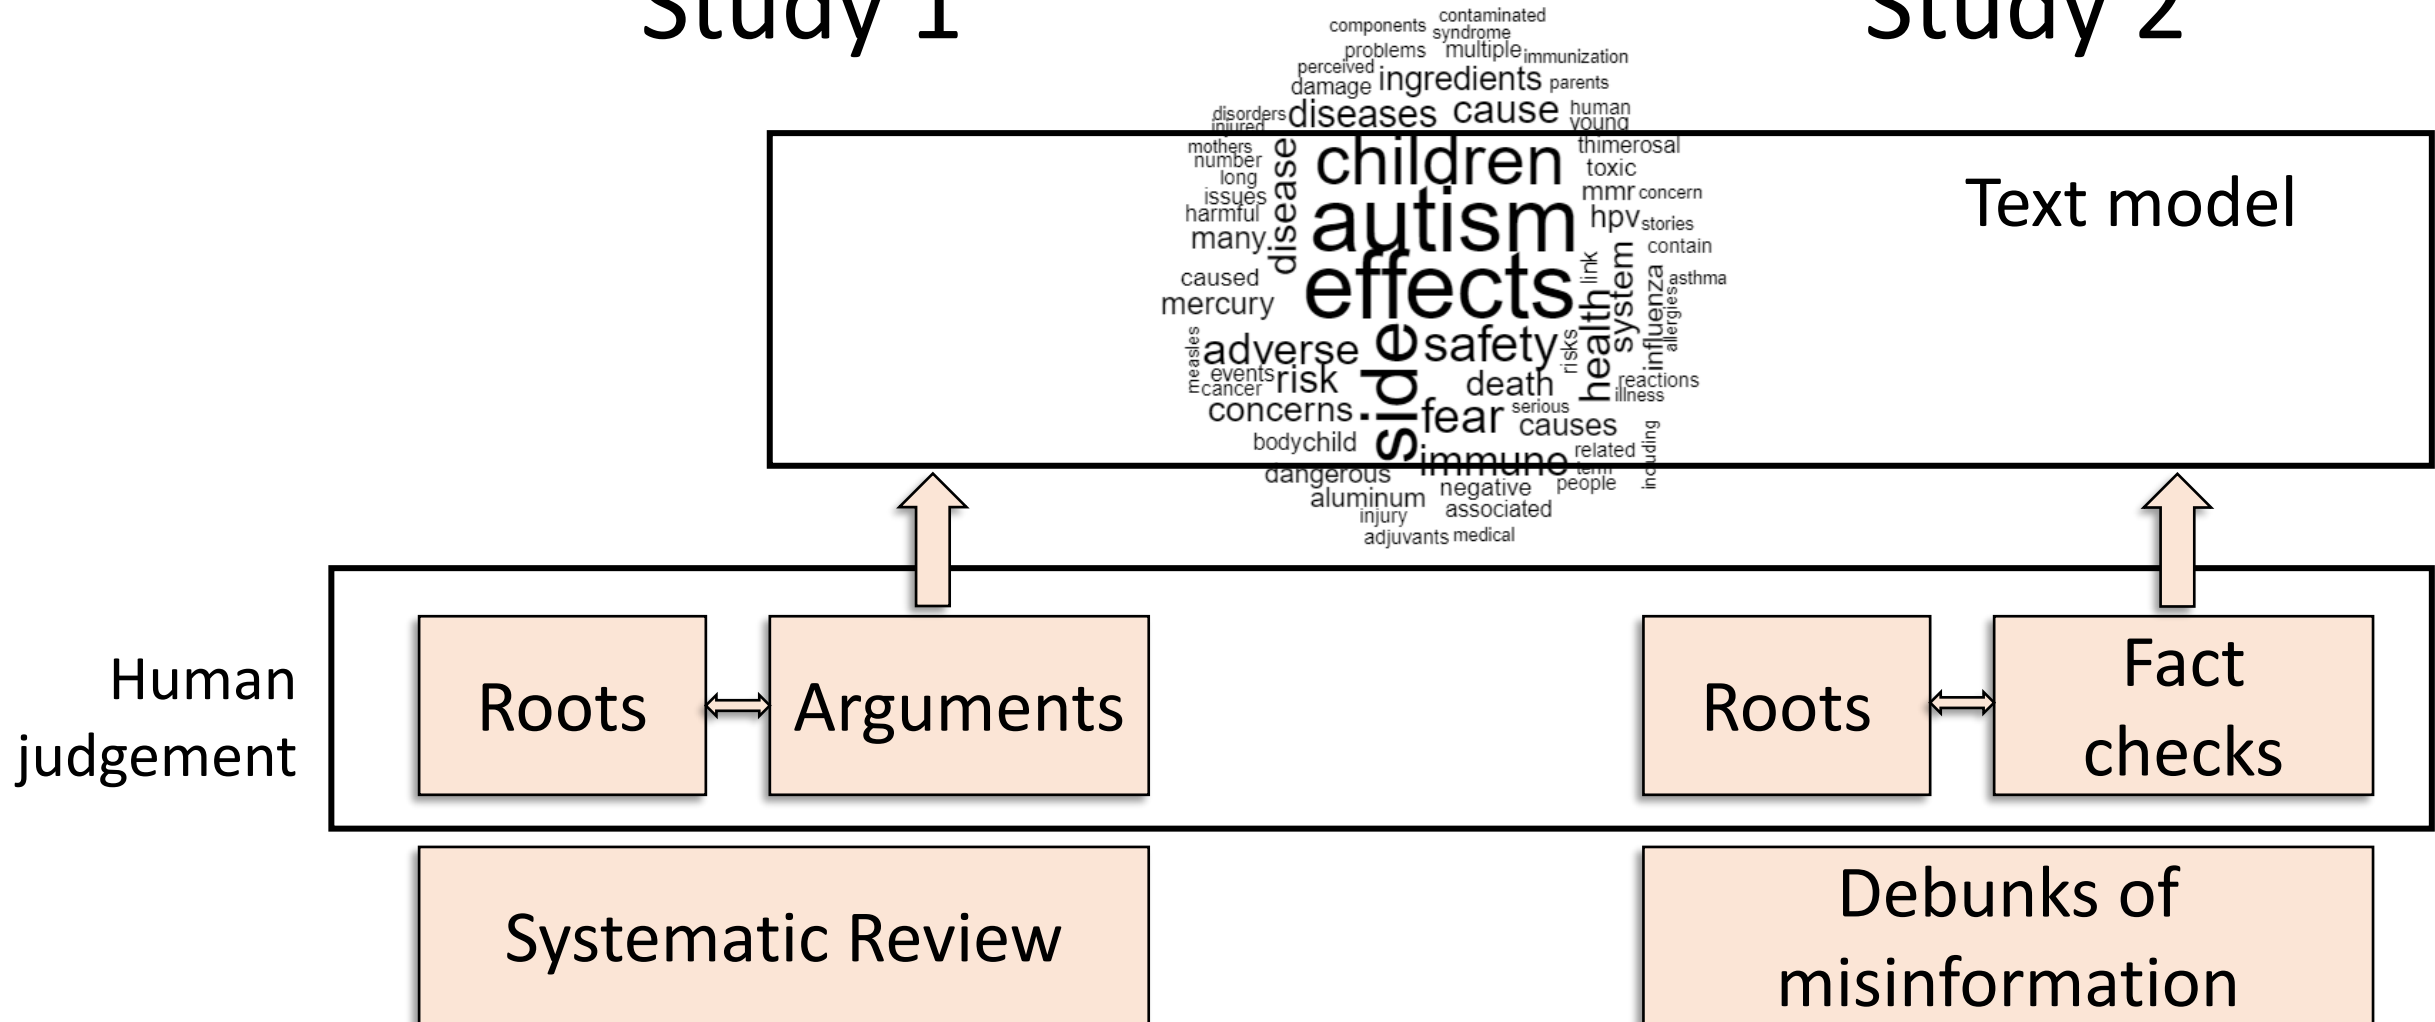 Study 1
Study 2
contaminated
components
syndrome
problems
multiple
immunization
perceived
ingredients
parents
damage
disorders
diseases
cause
human
injured
young
mothers
children
thimerosal
number
disease
toxic
long
mmr
concern
issues
autism
harmful
hpv
stories
many
link
system
contain
caused
effects
influenza
asthma
mercury
health
allergies
Text model
measles
adverse
side
safety
risks
events
risk
death
reactions
cancer
illness
concerns
fear
serious
causes
body
child
immune
related
including
dangerous
term
aluminum
negative
people
injury
associated
adjuvants
medical
Human
judgement
Roots
Arguments
Roots
Fact
checks
Systematic Review
Debunks of
misinformation